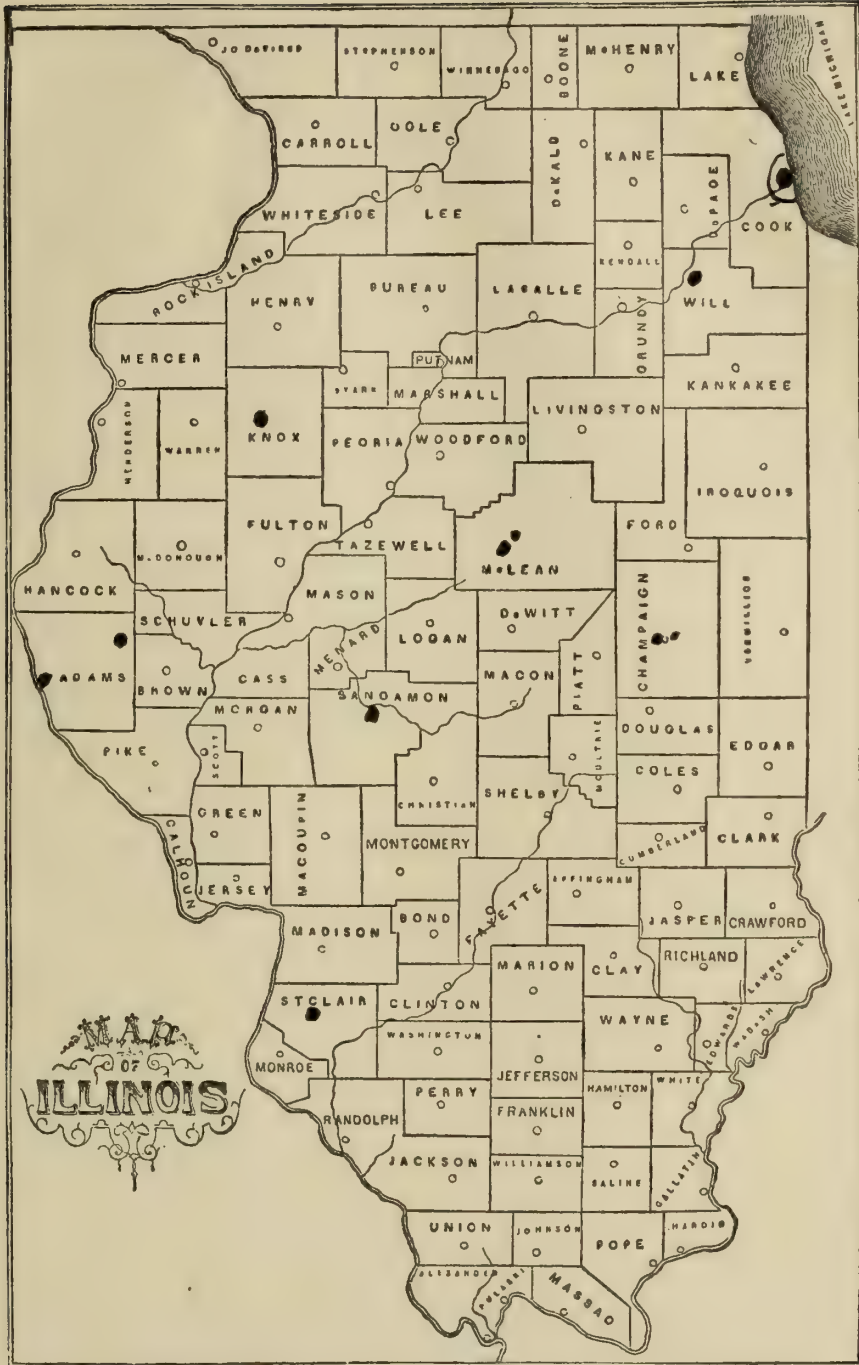 JO DAVIESS
STEPHENSON
WINNEBAGO
BOONE
McHENRY
LAKE
LAKE MICHIGAN
CARROLL
OGLE
DeKALB
KANE
DuPAGE
COOK
WHITESIDE
LEE
KENDALL
ROCK ISLAND
HENRY
BUREAU
LASALLE
GRUNDY
WILL
MERCER
PUTNAM
STARK
MARSHALL
KANKAKEE
HENDERSON
WARREN
KNOX
PEORIA
WOODFORD
LIVINGSTON
IROQUOIS
FULTON
TAZEWELL
McLEAN
FORD
HANCOCK
McDONOUGH
SCHUYLER
MASON
MENARD
LOGAN
DeWITT
PIATT
CHAMPAIGN
VERMILLION
ADAMS
BROWN
CASS
SANGAMON
MACON
MORGAN
PIKE
SCOTT
CHRISTIAN
SHELBY
MOULTRIE
DOUGLAS
EDGAR
COLES
CALHOUN
GREEN
MACOUPIN
MONTGOMERY
CUMBERLAND
CLARK
JERSEY
FAYETTE
EFFINGHAM
JASPER
CRAWFORD
MADISON
BOND
MARION
CLAY
RICHLAND
LAWRENCE
ST CLAIR
CLINTON
WAYNE
EDWARDS
WABASH
WASHINGTON
MONROE
JEFFERSON
HAMILTON
WHITE
RANDOLPH
PERRY
FRANKLIN
JACKSON
WILLIAMSON
SALINE
GALLATIN
UNION
JOHNSON
POPE
HARDIN
ALEXANDER
PULASKI
MASSAC
MAP
OF
ILLINOIS